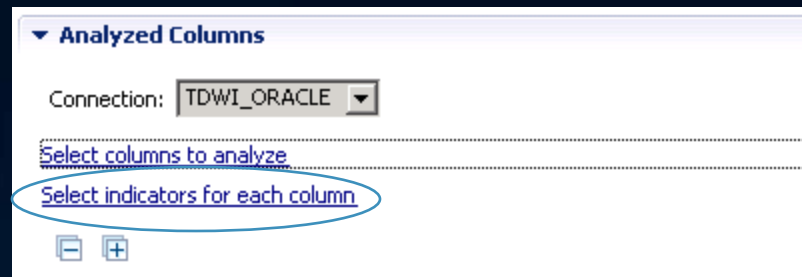 Analyzed Columns
Connection: TDWI_ORACLE
Select columns to analyze
Select indicators for each column